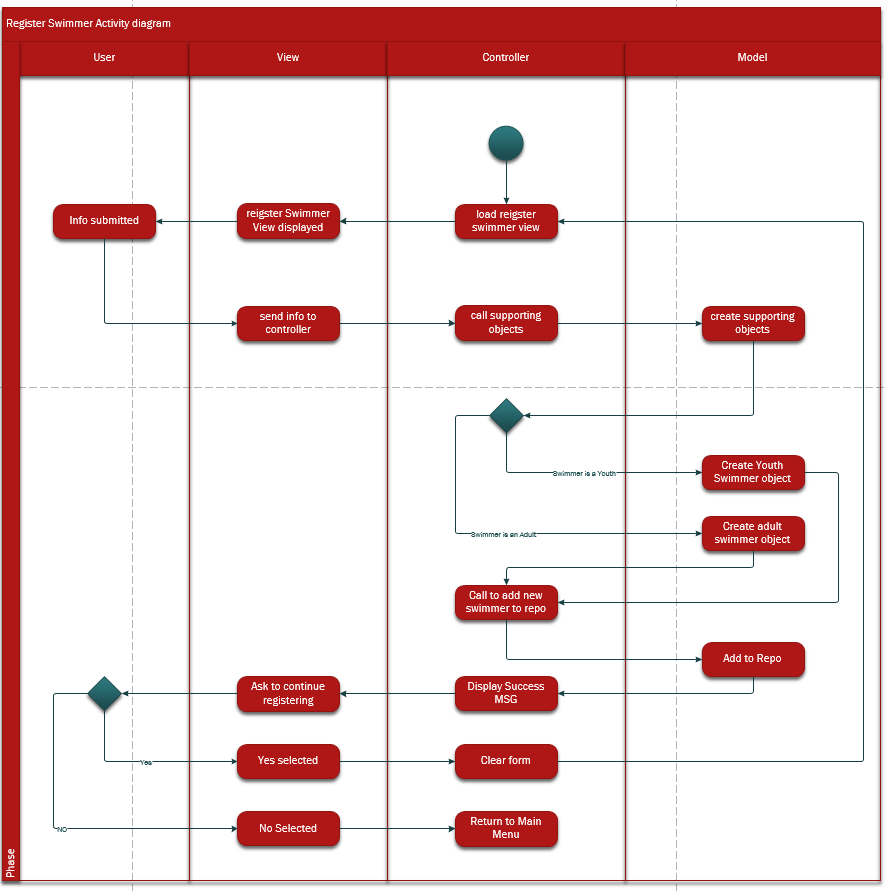 Register Swimmer Activity diagram
User
View
Controller
Model
Info submitted
reigster Swimmer
View displayed
load reigster
swimmer view
send info to
controller
call supporting
objects
create supporting
objects
Swimmer is a Youth
Create Youth
Swimmer object
Swimmer is an Adult
Create adult
swimmer object
Call to add new
swimmer to repo
Add to Repo
Ask to continue
registering
Display Success
MSG
Yes
Yes selected
Clear form
NO
No Selected
Return to Main
Menu
Phase